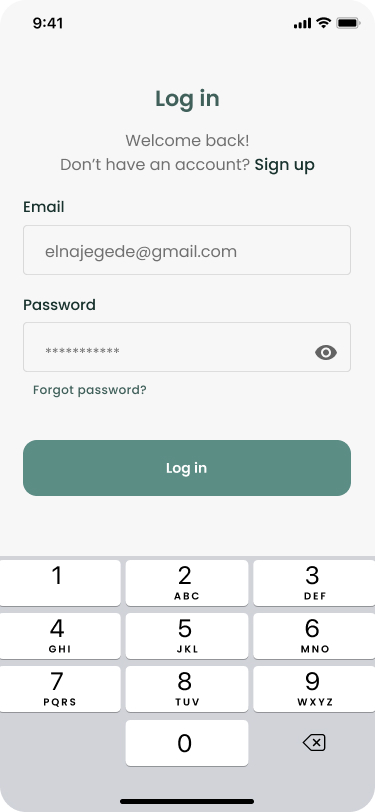 9:41
Log in
Welcome back!
Don’t have an account? Sign up
Email
elnajegede@gmail.com
Password
***********
Forgot password?
Log in
1 2 3
ABC DEF
4 5 6
GHI JKL MNO
7 8 9
PQRS TUV WXYZ
0